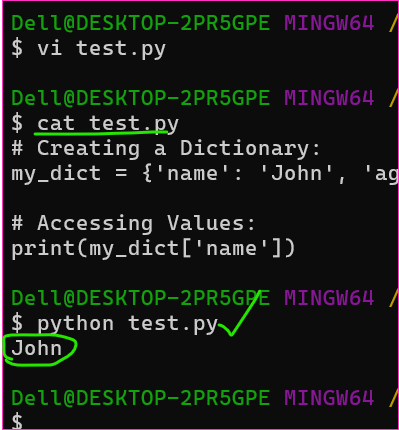 Dell@DESKTOP-2PR5GPE MINGW64 /
$ vi test.py
Dell@DESKTOP-2PR5GPE MINGW64 /
$ cat test.py
# Creating a Dictionary:
my_dict = {'name': 'John', 'ag
# Accessing Values:
print(my_dict['name'])
Dell@DESKTOP-2PR5GPE MINGW64 /
$ python test.py
John
Dell@DESKTOP-2PR5GPE MINGW64 /
$